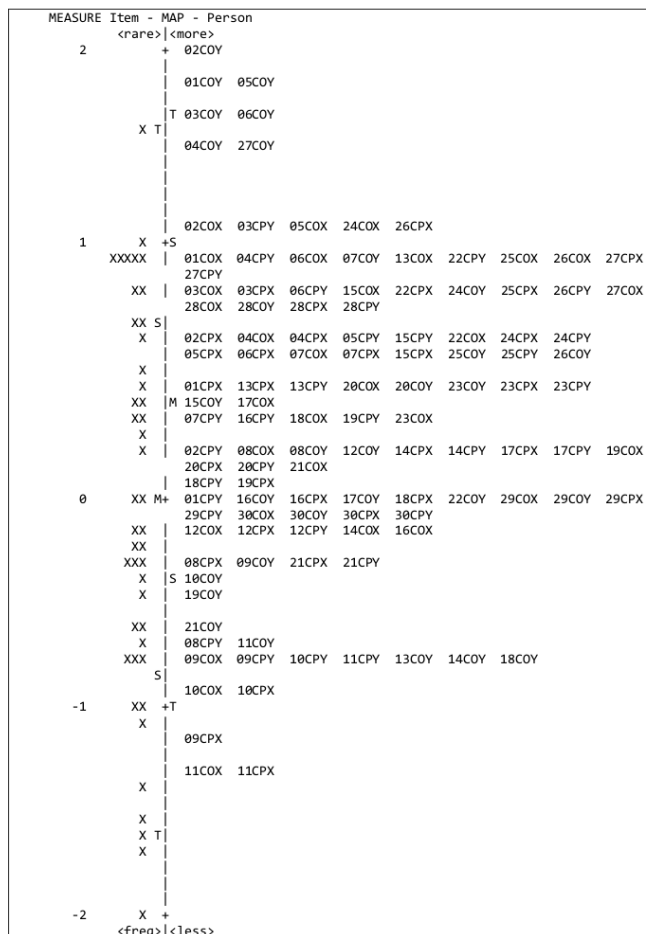 MEASURE Item - MAP - Person
<rare>|<more>
2 + 02COY
|
| 01COY 05COY
|
|T 03COY 06COY
X T|
| 04COY 27COY
|
|
|
|
| 02COX 03CPY 05COX 24COX 26CPX
1 X +S
XXXXX | 01COX 04CPY 06COX 07COY 13COX 22CPY 25COX 26COX 27CPX
27CPY
XX | 03COX 03CPX 06CPY 15COX 22CPX 24COY 25CPX 26CPY 27COX
28COX 28COY 28CPX 28CPY
XX S|
X | 02CPX 04COX 04CPX 05CPY 15CPY 22COX 24CPX 24CPY
| 05CPX 06CPX 07COX 07CPX 15CPX 25COY 25CPY 26COY
X |
X | 01CPX 13CPX 13CPY 20COX 20COY 23COY 23CPX 23CPY
XX |M 15COY 17COX
XX | 07CPY 16CPY 18COX 19CPY 23COX
X |
X | 02CPY 08COX 08COY 12COY 14CPX 14CPY 17CPX 17CPY 19COX
20CPX 20CPY 21COX
| 18CPY 19CPX
0 XX M+ 01CPY 16COY 16CPX 17COY 18CPX 22COY 29COX 29COY 29CPX
29CPY 30COX 30COY 30CPX 30CPY
XX | 12COX 12CPX 12CPY 14COX 16COX
XX |
XXX | 08CPX 09COY 21CPX 21CPY
X |S 10COY
X | 19COY
|
XX | 21COY
X | 08CPY 11COY
XXX | 09COX 09CPY 10CPY 11CPY 13COY 14COY 18COY
S|
| 10COX 10CPX
-1 XX +T
X |
| 09CPX
|
| 11COX 11CPX
X |
|
X |
X T|
X |
|
|
|
-2 X +
<freq>|<less>